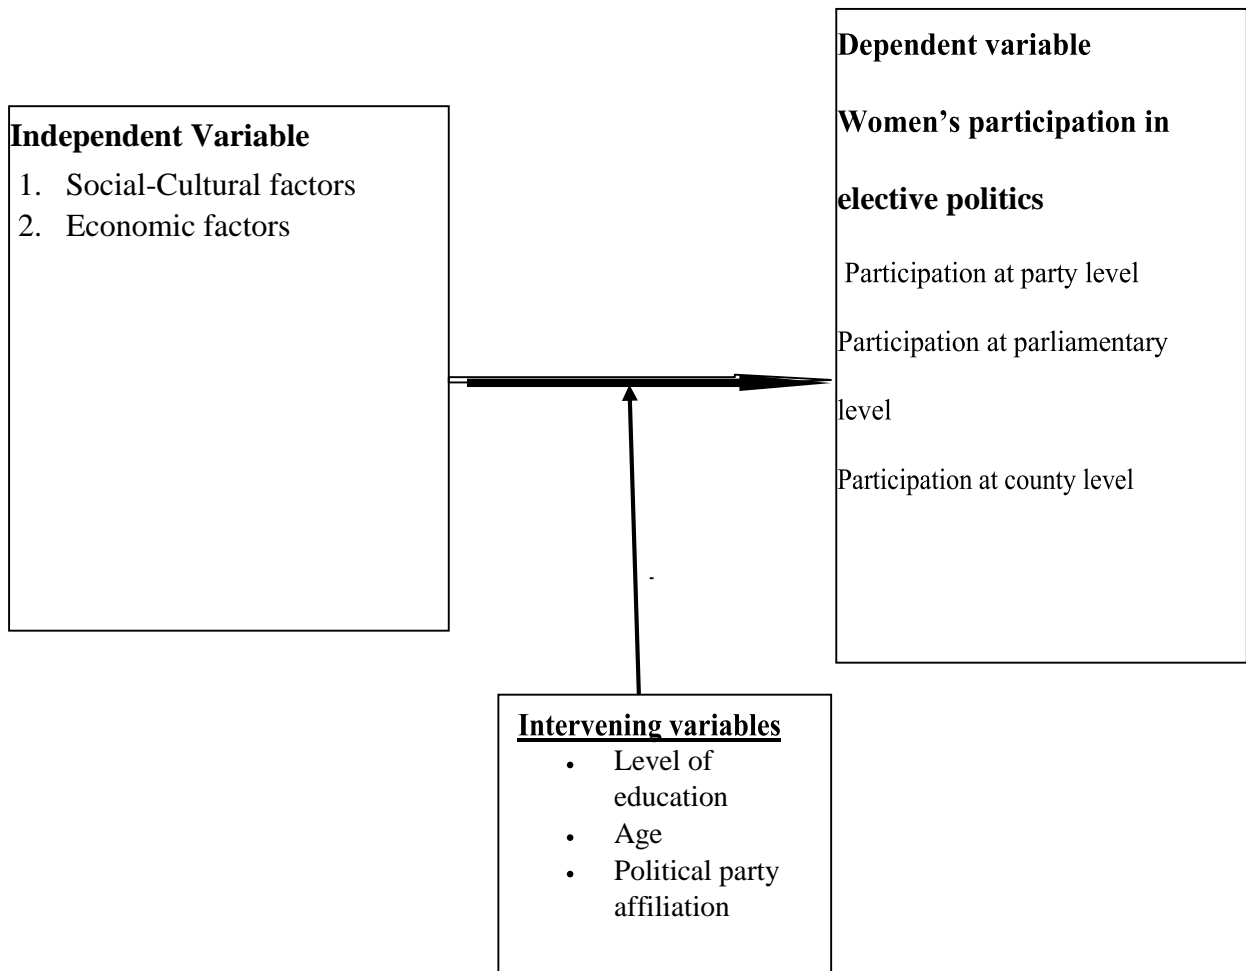 Independent Variable
1. Social-Cultural factors
2. Economic factors
Dependent variable
Women’s participation in
elective politics
Participation at party level
Participation at parliamentary
level
Participation at county level
-
Intervening variables
• Level of
education
• Age
• Political party
affiliation